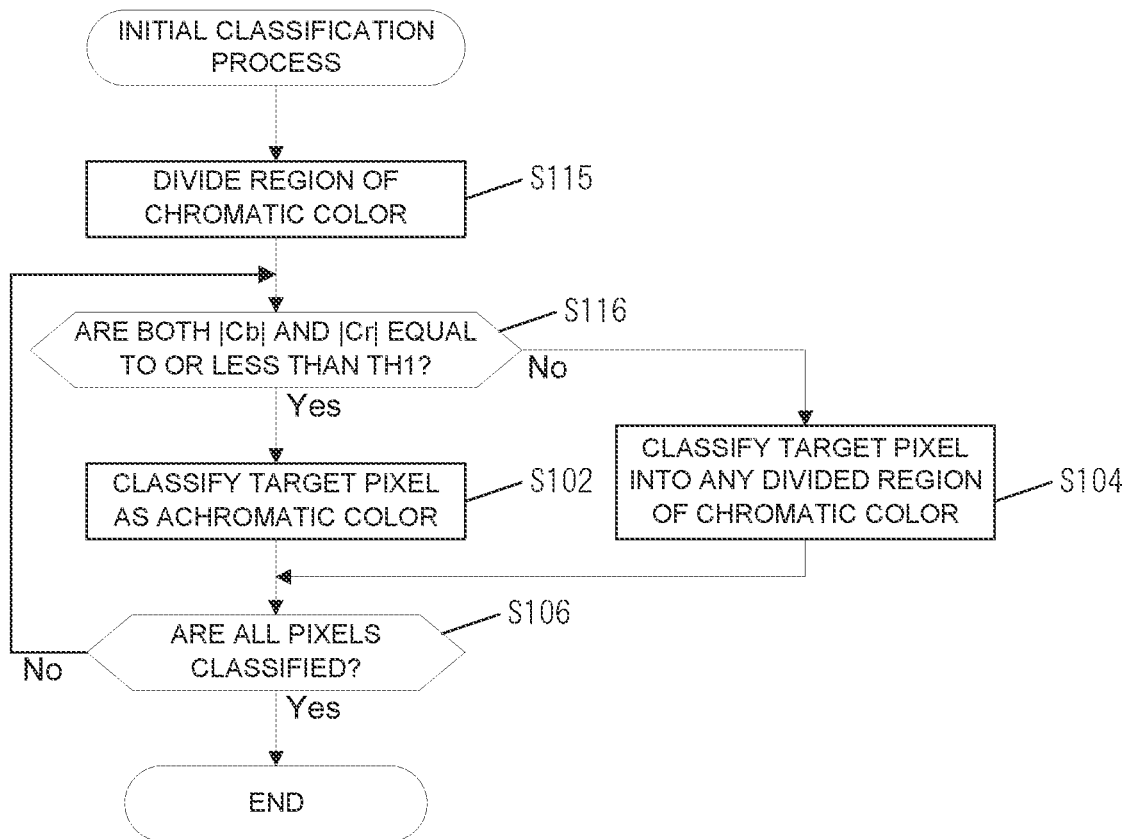 INITIAL CLASSIFICATION
PROCESS
DIVIDE REGION OF
CHROMATIC COLOR
S115
ARE BOTH |Cb| AND |Cr| EQUAL
TO OR LESS THAN TH1?
S116
No
Yes
CLASSIFY TARGET PIXEL
AS ACHROMATIC COLOR
S102
CLASSIFY TARGET PIXEL
INTO ANY DIVIDED REGION
OF CHROMATIC COLOR
S104
ARE ALL PIXELS
CLASSIFIED?
S106
No
Yes
END